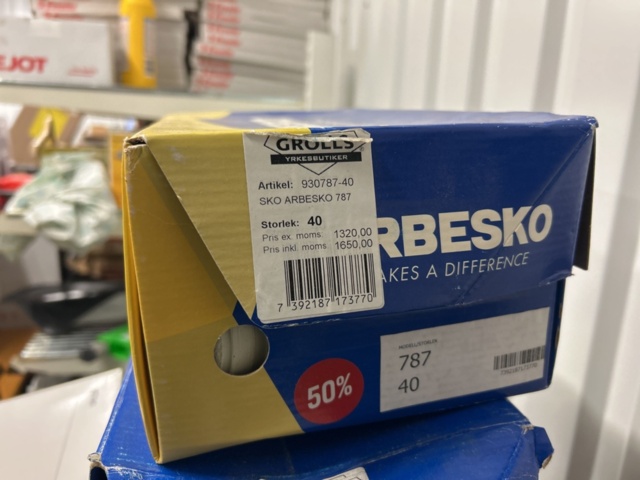 EJOT
GROLLS
YRKESBUTIKER
Artikel: 930787-40
SKO ARBESKO 787
Storlek: 40
Pris ex. moms: 1320,00
Pris inkl. moms 1650,00
7 392187 173770
RBESKO
AKES A DIFFERENCE
787
40
50%